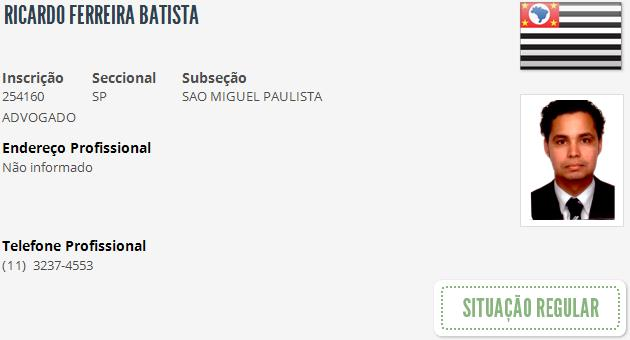 RICARDO FERREIRA BATISTA
Inscrição Seccional Subseção
254160 SP SAO MIGUEL PAULISTA
ADVOGADO
Endereço Profissional
Não informado
Telefone Profissional
(11) 3237-4553
SITUAÇÃO REGULAR